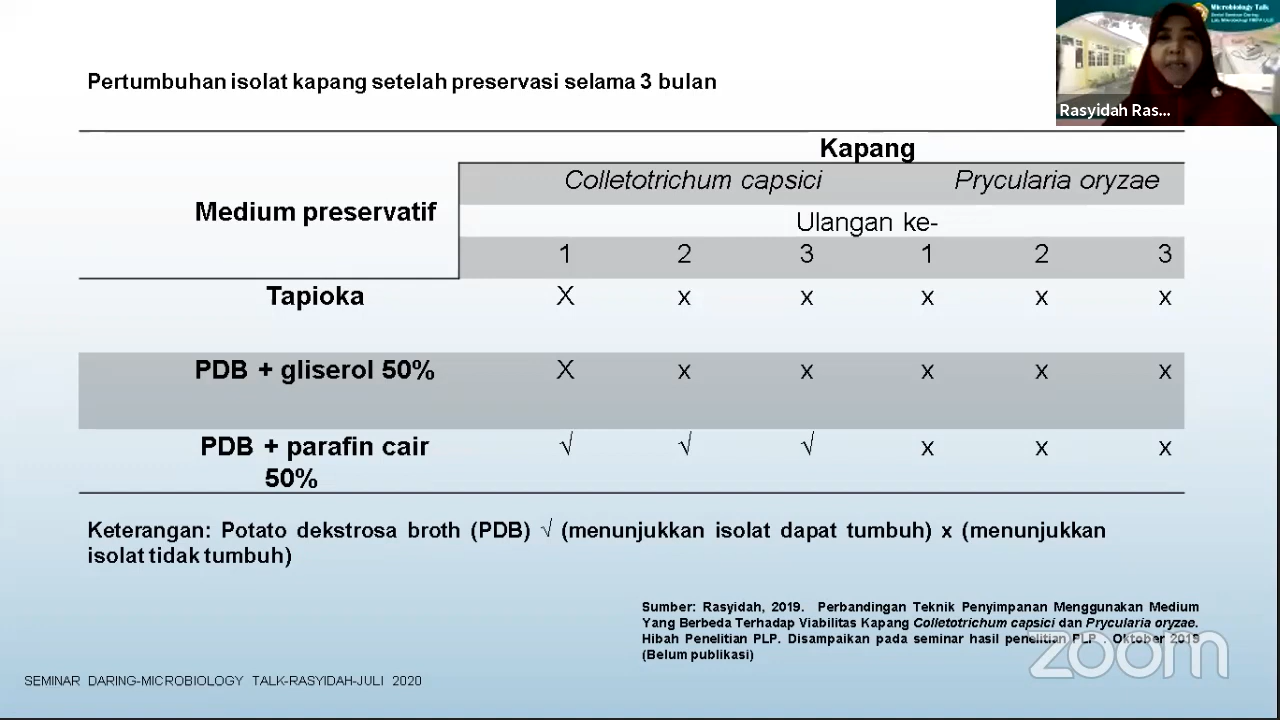 Microbiology Talk
Pertumbuhan isolat kapang setelah preservasi selama 3 bulan
Rasyidah Ras...
Kapang
Medium preservatif
Colletotrichum capsici Prycularia oryzae
Ulangan ke-
1 2 3 1 2 3
Tapioka X x x x x x
PDB + gliserol 50% X x x x x x
PDB + parafin cair 50% √ √ √ x x x
Keterangan: Potato dekstrosa broth (PDB) √ (menunjukkan isolat dapat tumbuh) x (menunjukkan
isolat tidak tumbuh)
Sumber: Rasyidah, 2019. Perbandingan Teknik Penyimpanan Menggunakan Medium
Yang Berbeda Terhadap Viabilitas Kapang Colletotrichum capsici dan Prycularia oryzae.
Hibah Penelitian PLP. Disampaikan pada seminar hasil penelitian PLP . Oktober 2019
(Belum publikasi)
zoom
SEMINAR DARING-MICROBIOLOGY TALK-RASYIDAH-JULI 2020